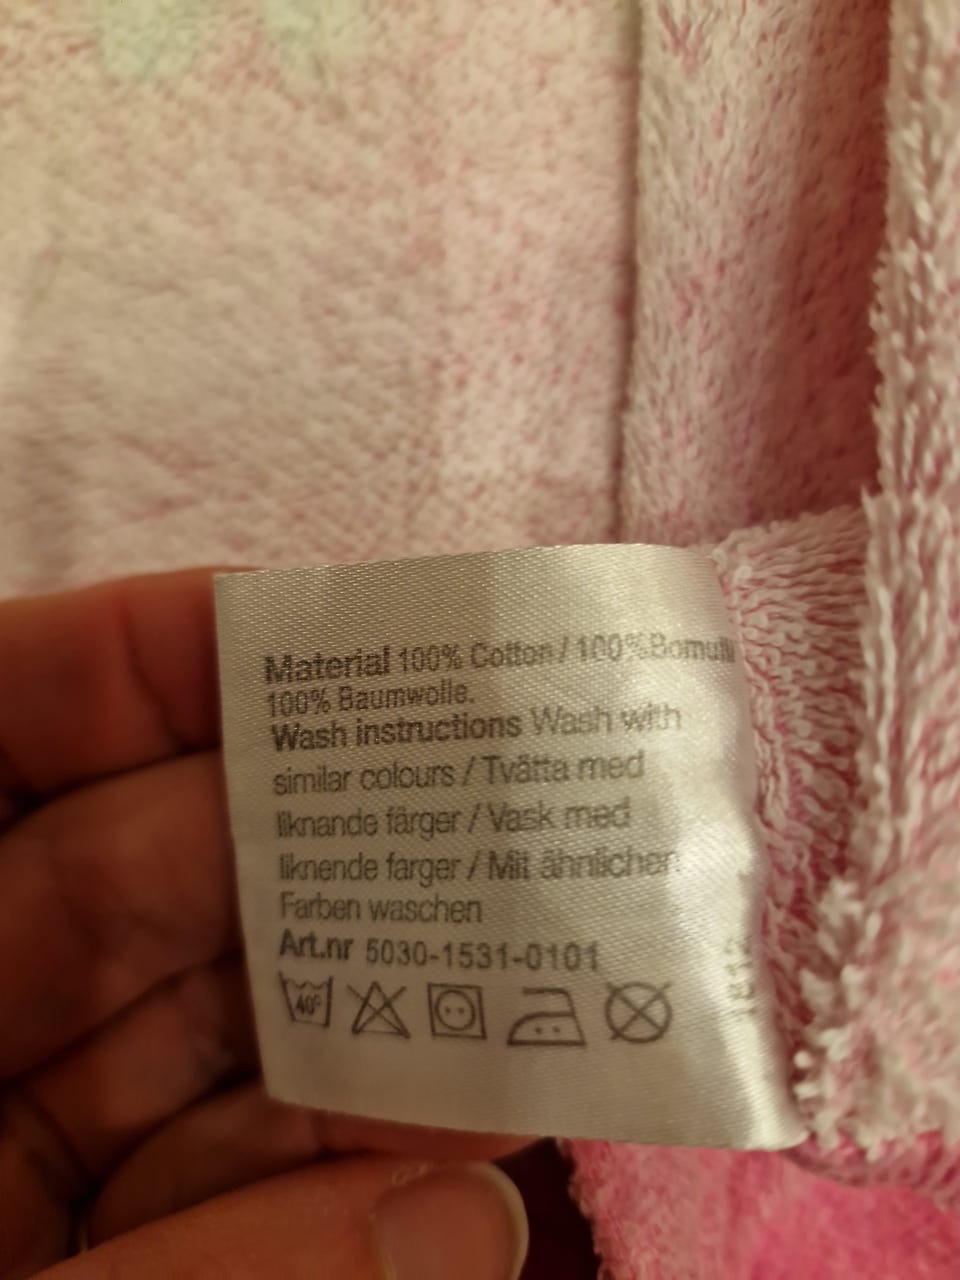 Material 100% Cotton / 100% Bomull
100% Baumwolle.
Wash instructions Wash with
similar colours / Tvätta med
liknande färger / Vask med
liknende farger / Mit ähnlichen
Farben waschen
Art.nr 5030-1531-0101
40°